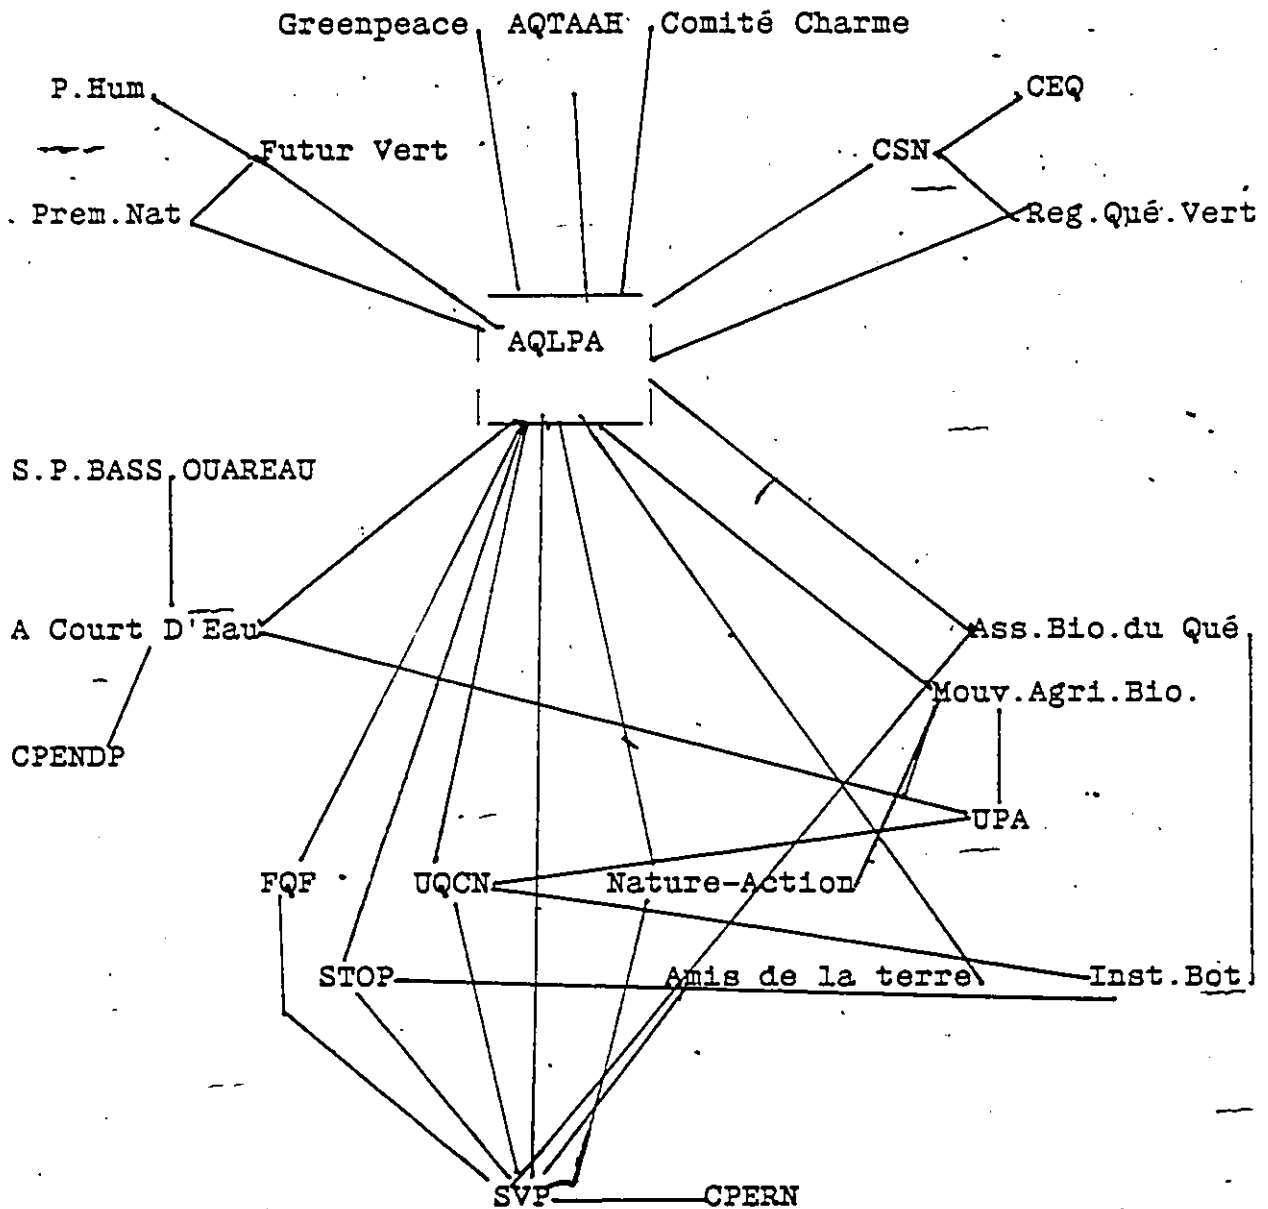 Greenpeace AQTAAH Comité Charme
P.Hum CEQ
Futur Vert CSN
Prem.Nat Reg.Qué.Vert
AQLPA
S.P.BASS.OUAREAU
A Court D'Eau Ass.Bio.du Qué
Mouv.Agri.Bio.
CPENDP
UPA
FQF UQCN Nature-Action
STOP Amis de la terre Inst.Bot
SVP CPERN